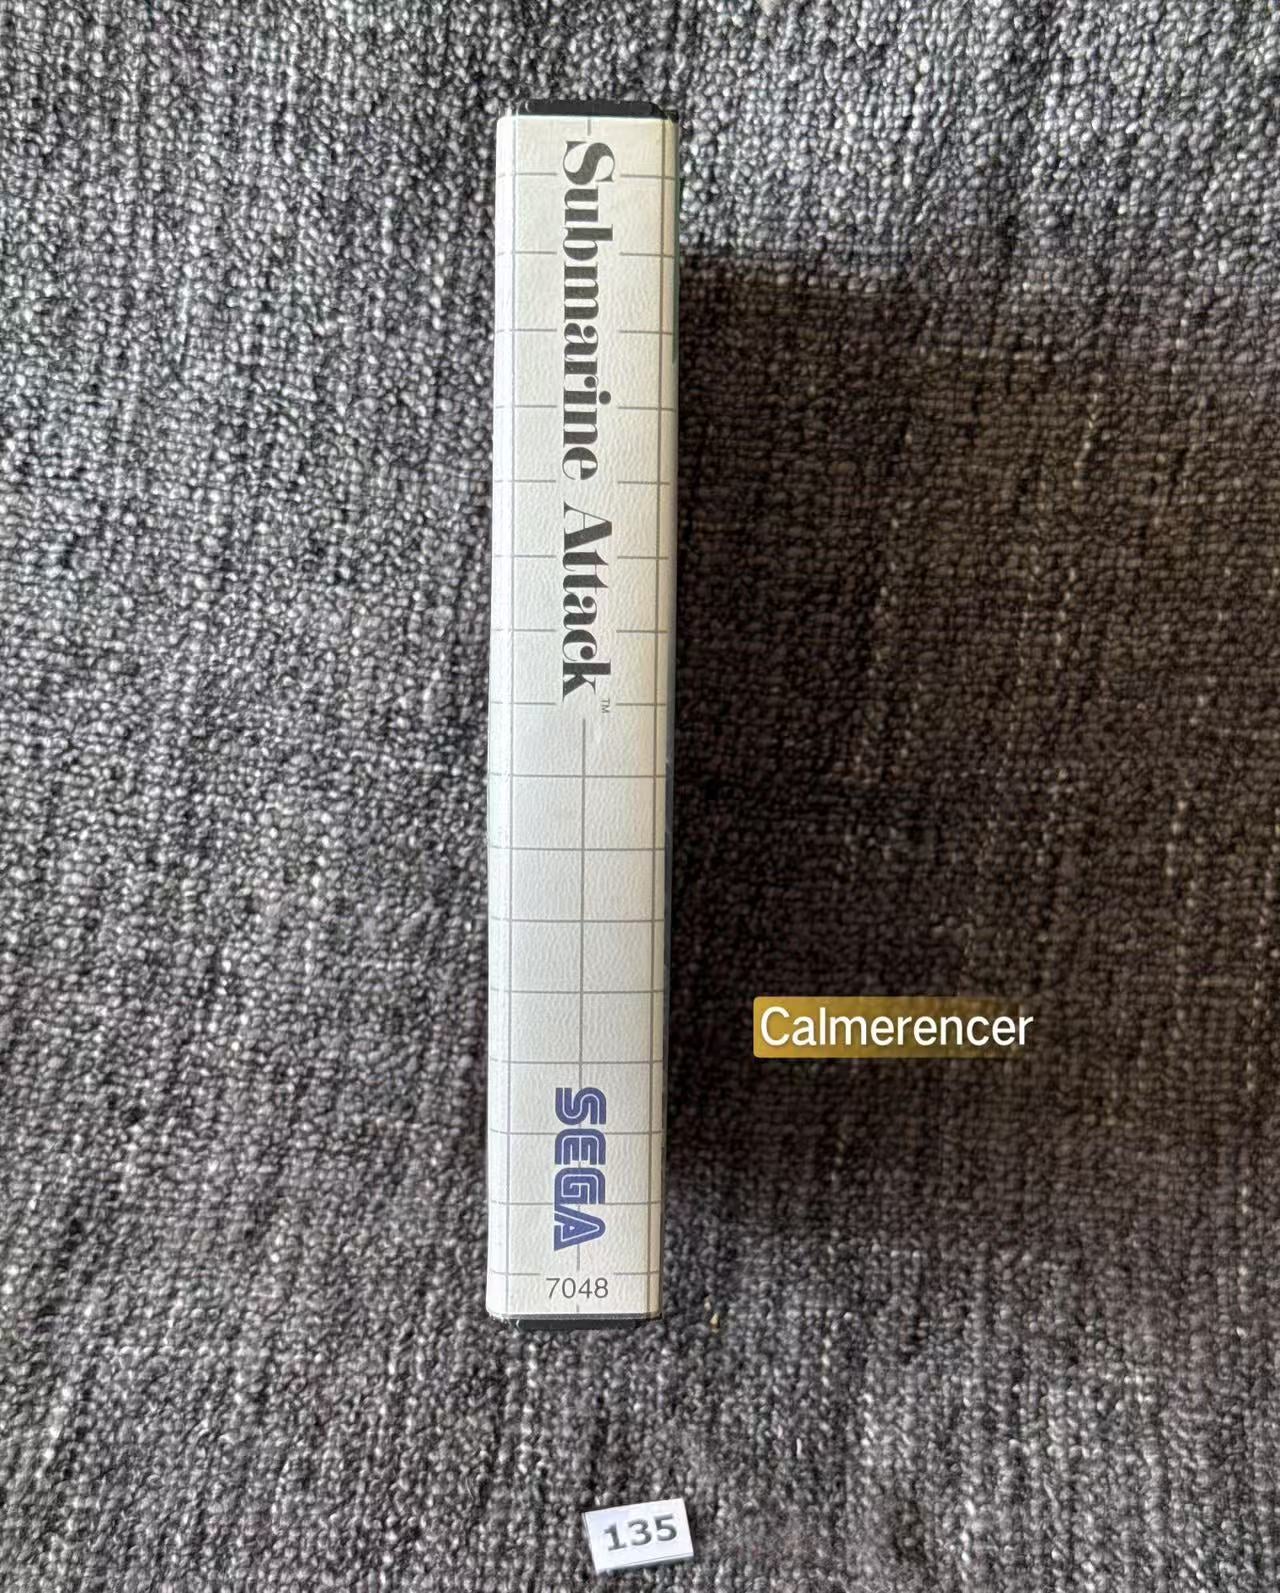 Submarine Attack™
Calmerencer
SEGA
7048
135